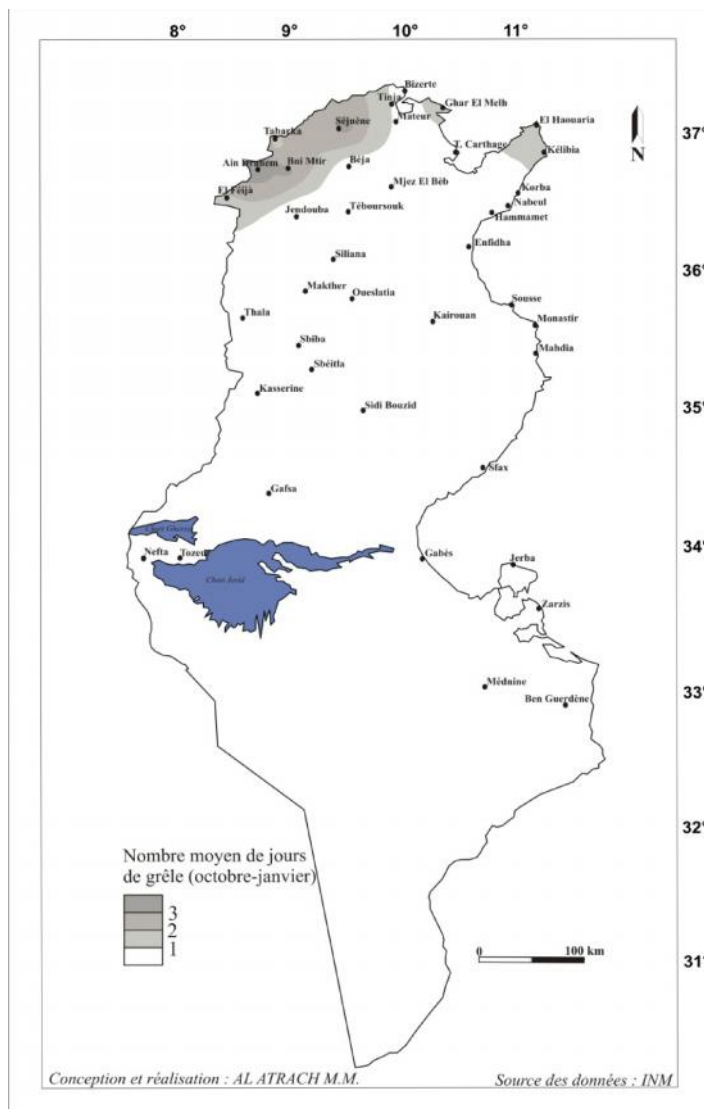 8° 9° 10° 11°
Bizerte
Tinja
Ghar El Melh
Mateur
El Haouaria
Séjnène
Tabarka
37°
T. Carthage
N
Béja
Kélibia
Ain Draham
Bni Mtir
Mjez El Bèb
El Féijà
Korba
Nabeul
Jendouba
Téboursouk
Hammamet
Enfidha
Siliana
36°
Makther
Oueslatia
Sousse
Thala
Kairouan
Monastir
Sbiba
Mahdia
Sbéitla
Kasserine
Sidi Bouzid
35°
Sfax
Gafsa
Chott Gharsa
34°
Nefta
Tozeur
Gabès
Jerba
Chott Jerid
Zarzis
Médnine
33°
Ben Guerdène
32°
Nombre moyen de jours
de grêle (octobre-janvier)
3
2
1
0 100 km
31°
Conception et réalisation : AL ATRACH M.M. Source des données : INM